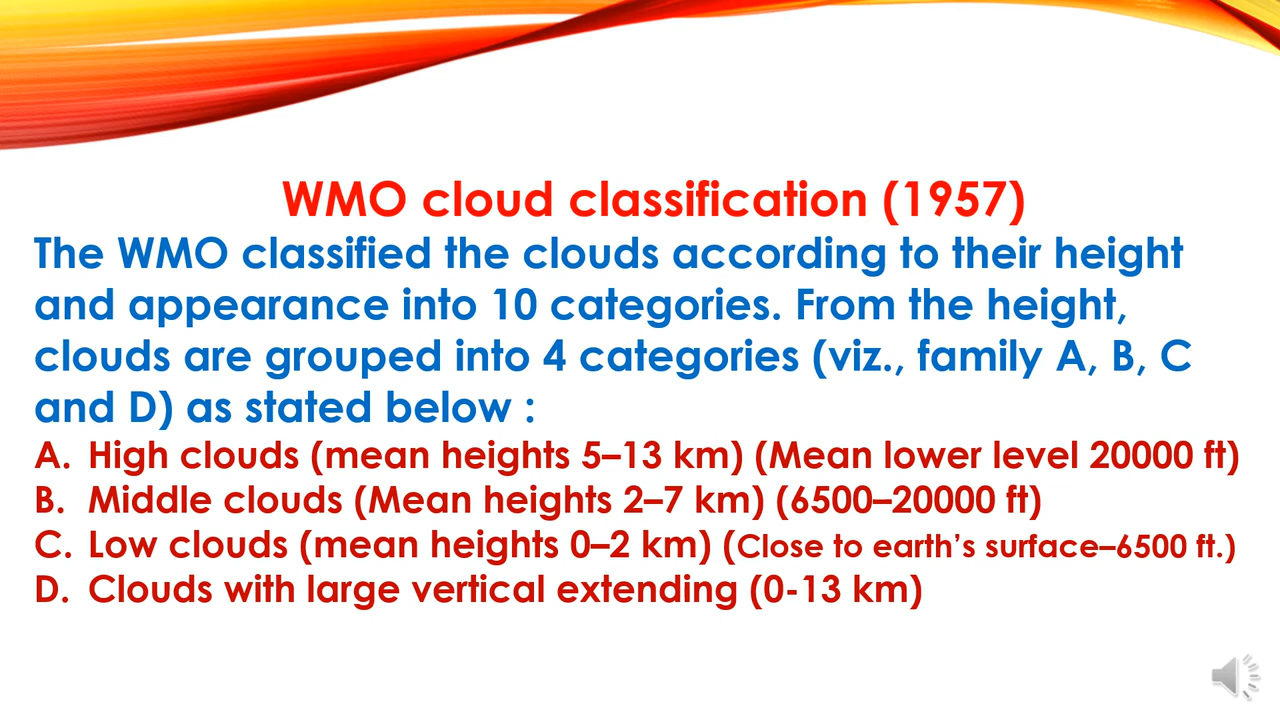 WMO cloud classification (1957)
The WMO classified the clouds according to their height
and appearance into 10 categories. From the height,
clouds are grouped into 4 categories (viz., family A, B, C
and D) as stated below :
A. High clouds (mean heights 5–13 km) (Mean lower level 20000 ft)
B. Middle clouds (Mean heights 2–7 km) (6500–20000 ft)
C. Low clouds (mean heights 0–2 km) (Close to earth’s surface–6500 ft.)
D. Clouds with large vertical extending (0-13 km)